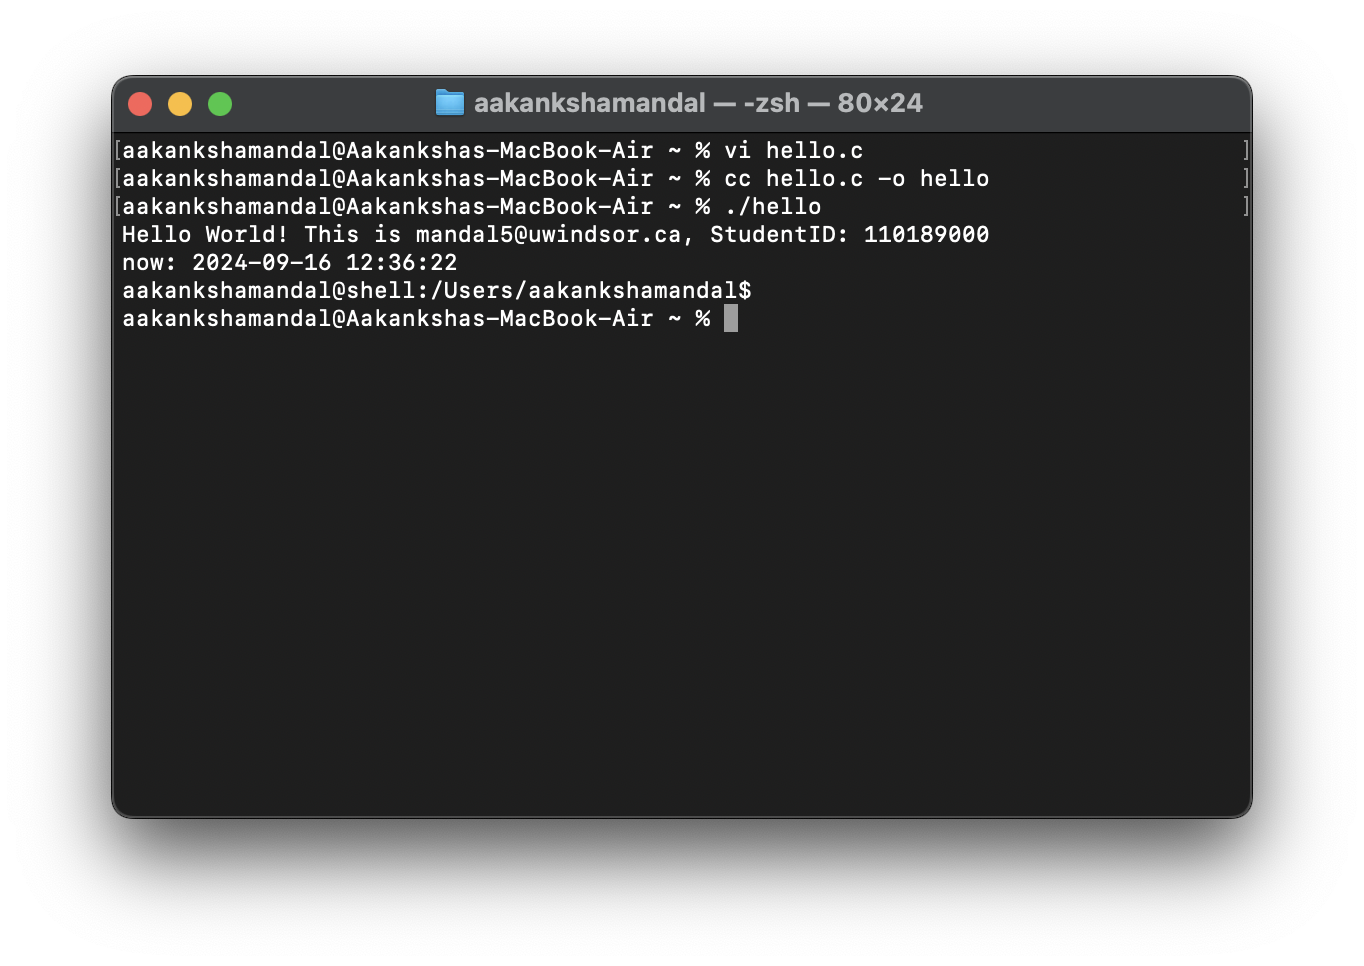 aakankshamandal — -zsh — 80×24
[aakankshamandal@Aakankshas-MacBook-Air ~ % vi hello.c ]
[aakankshamandal@Aakankshas-MacBook-Air ~ % cc hello.c -o hello ]
[aakankshamandal@Aakankshas-MacBook-Air ~ % ./hello ]
Hello World! This is mandal5@uwindsor.ca, StudentID: 110189000
now: 2024-09-16 12:36:22
aakankshamandal@shell:/Users/aakankshamandal$
aakankshamandal@Aakankshas-MacBook-Air ~ %